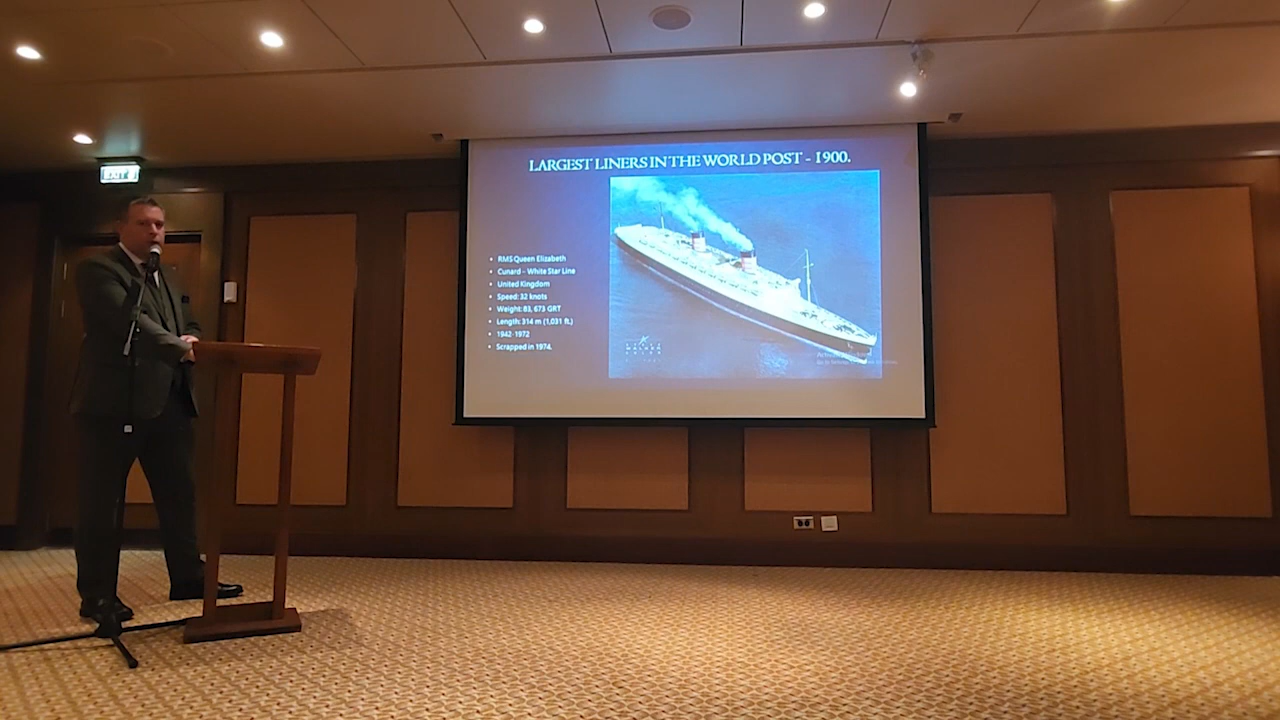 EXIT
LARGEST LINERS IN THE WORLD POST - 1900.
• RMS Queen Elizabeth
• Cunard - White Star Line
• United Kingdom
• Speed: 32 knots
• Weight: 83, 673 GRT
• Length: 314 m (1,031 ft.)
• 1942-1972
• Scrapped in 1974.